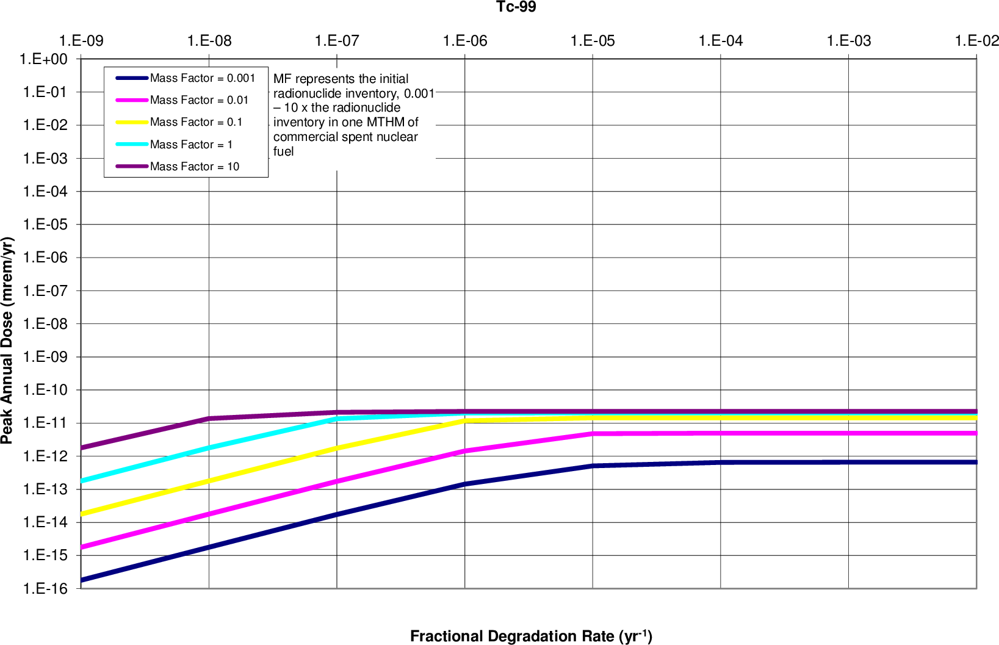 Tc-99
1.E-09 1.E-08 1.E-07 1.E-06 1.E-05 1.E-04 1.E-03 1.E-02
1.E+00
1.E-01
1.E-02
1.E-03
1.E-04
1.E-05
1.E-06
1.E-07
1.E-08
1.E-09
1.E-10
1.E-11
1.E-12
1.E-13
1.E-14
1.E-15
1.E-16
Peak Annual Dose (mrem/yr)
Mass Factor = 0.001
Mass Factor = 0.01
Mass Factor = 0.1
Mass Factor = 1
Mass Factor = 10
MF represents the initial
radionuclide inventory, 0.001
– 10 x the radionuclide
inventory in one MTHM of
commercial spent nuclear
fuel
Fractional Degradation Rate (yr⁻¹)